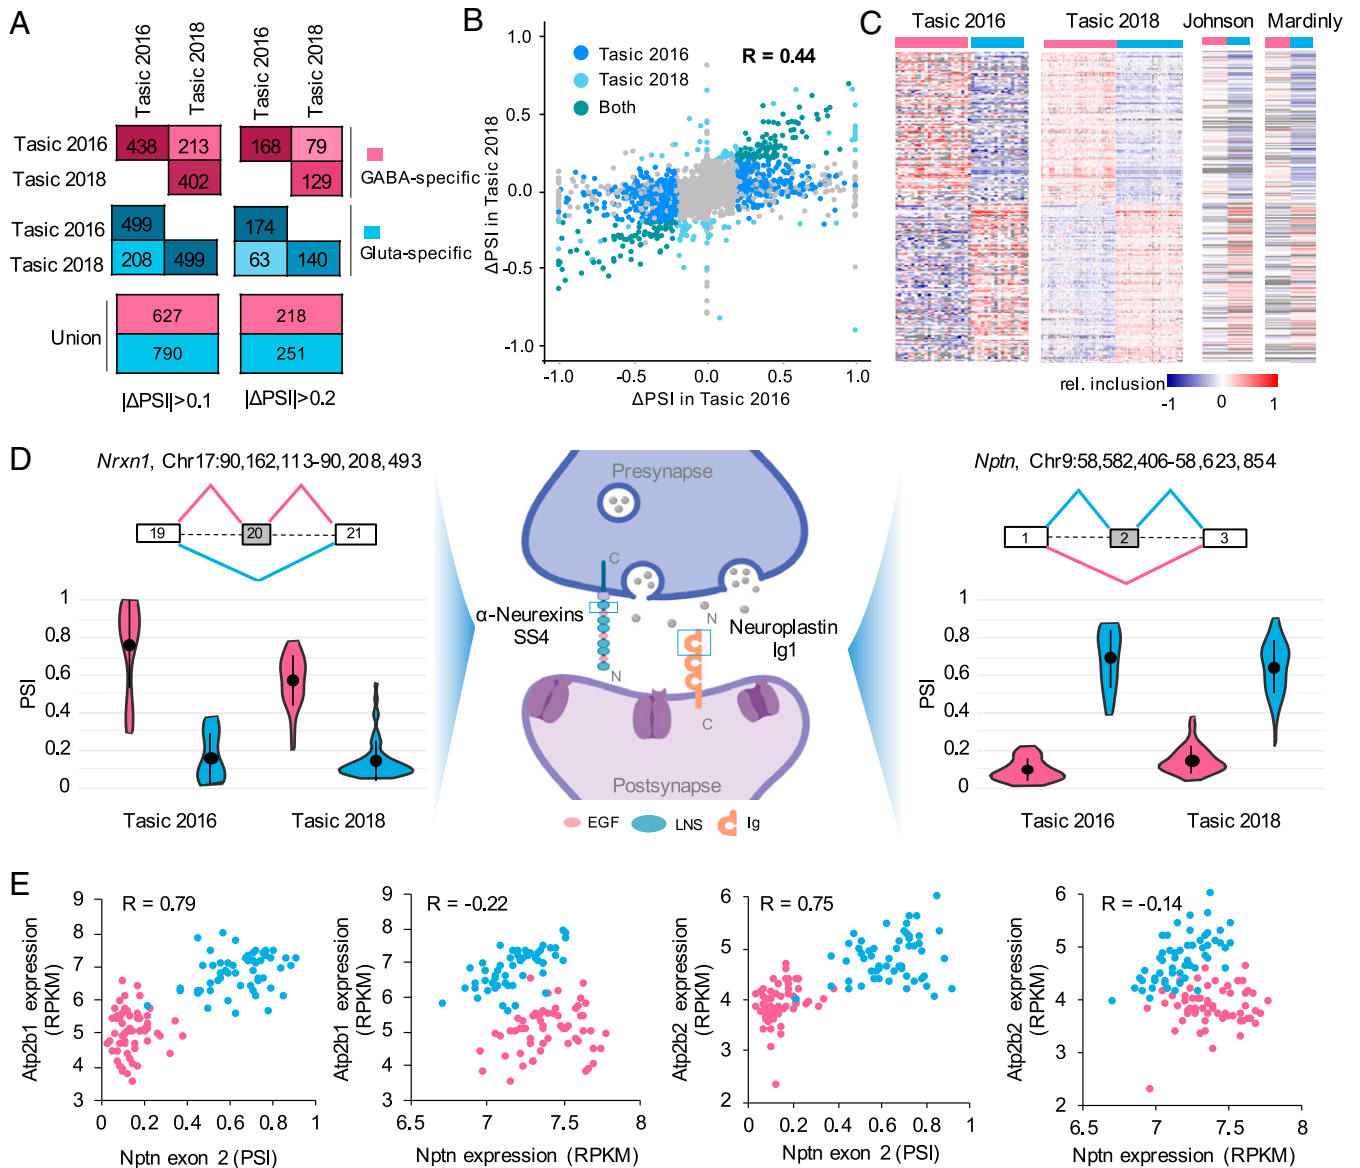 A
Tasic 2016
Tasic 2018
Tasic 2016
Tasic 2018
Tasic 2016
438
213
168
79
Tasic 2018
402
129
GABA-specific
Tasic 2016
499
174
Tasic 2018
208
499
63
140
Gluta-specific
Union
627
218
790
251
|ΔPSI|>0.1
|ΔPSI|>0.2
B
1.0
0.5
0.0
-0.5
-1.0
ΔPSI in Tasic 2018
Tasic 2016
Tasic 2018
Both
R = 0.44
-1.0
-0.5
0.0
0.5
1.0
ΔPSI in Tasic 2016
C
Tasic 2016
Tasic 2018
Johnson
Mardinly
rel. inclusion
-1
0
1
D
Nrxn1, Chr17:90,162,113-90,208,493
19
20
21
PSI
1
0.8
0.6
0.4
0.2
0
Tasic 2016
Tasic 2018
Presynapse
C
α-Neurexins
SS4
N
N
Neuroplastin
Ig1
C
Postsynapse
EGF
LNS
Ig
Nptn, Chr9:58,582,406-58,623,854
1
2
3
PSI
1
0.8
0.6
0.4
0.2
0
Tasic 2016
Tasic 2018
E
Atp2b1 expression
(RPKM)
9
8
7
6
5
4
3
R = 0.79
0
0.2
0.4
0.6
0.8
1
Nptn exon 2 (PSI)
Atp2b1 expression
(RPKM)
9
8
7
6
5
4
3
R = -0.22
6.5
7
7.5
8
Nptn expression (RPKM)
Atp2b2 expression
(RPKM)
6
5
4
3
2
R = 0.75
0
0.2
0.4
0.6
0.8
1
Nptn exon 2 (PSI)
Atp2b2 expression
(RPKM)
6
5
4
3
2
R = -0.14
6.5
7
7.5
8
Nptn expression (RPKM)